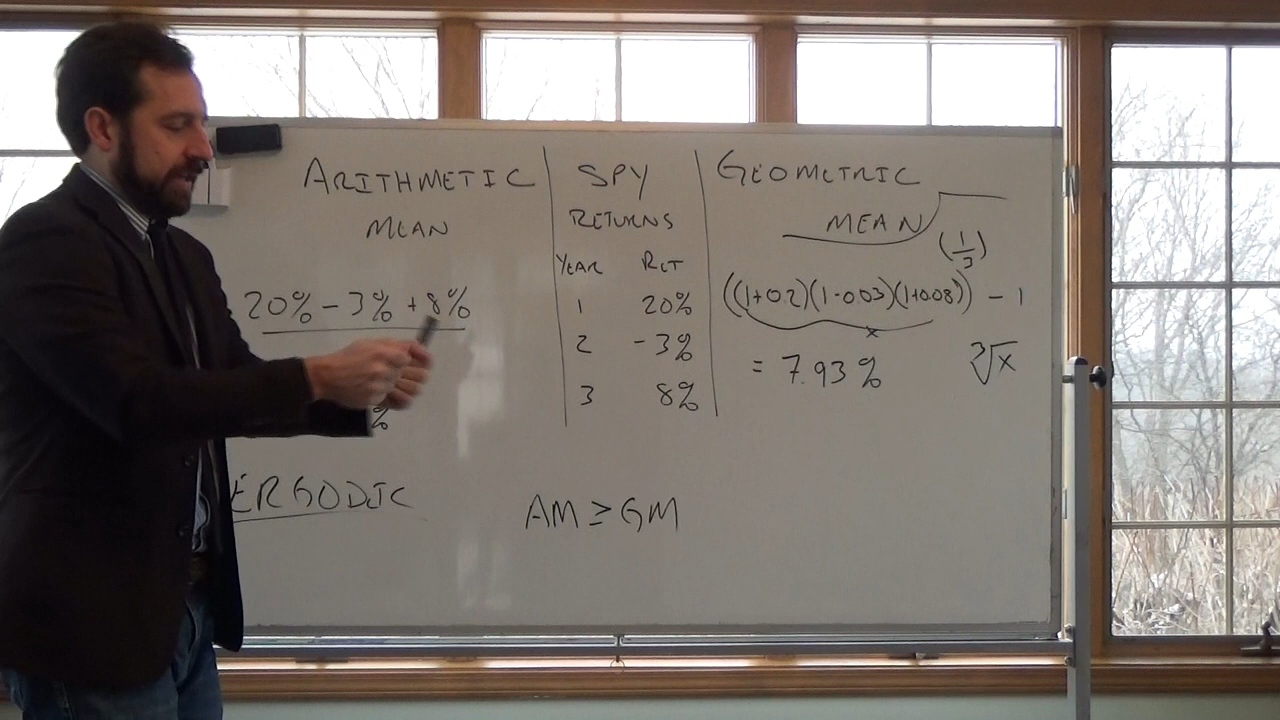 ARITHMETIC
MEAN
20% - 3% + 8%
%
ERGODIC
SPY
RETURNS
YEAR RET
1 20%
2 -3%
3 8%
AM ≥ GM
GEOMETRIC
MEAN
((1+0.2)(1-0.03)(1+0.08))^(1/3) - 1
x
= 7.93%
∛x